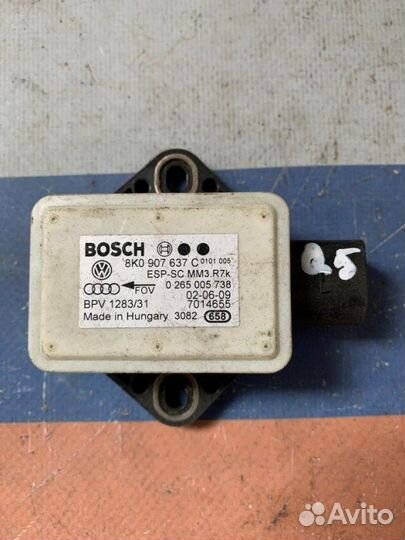 BOSCH
8K0 907 637 C 0101 005
ESP-SC MM3.R7k
FOV 0 265 005 738
02-06-09
BPV 1283/31 7014655
Made in Hungary 3082 658
Q5
Avito